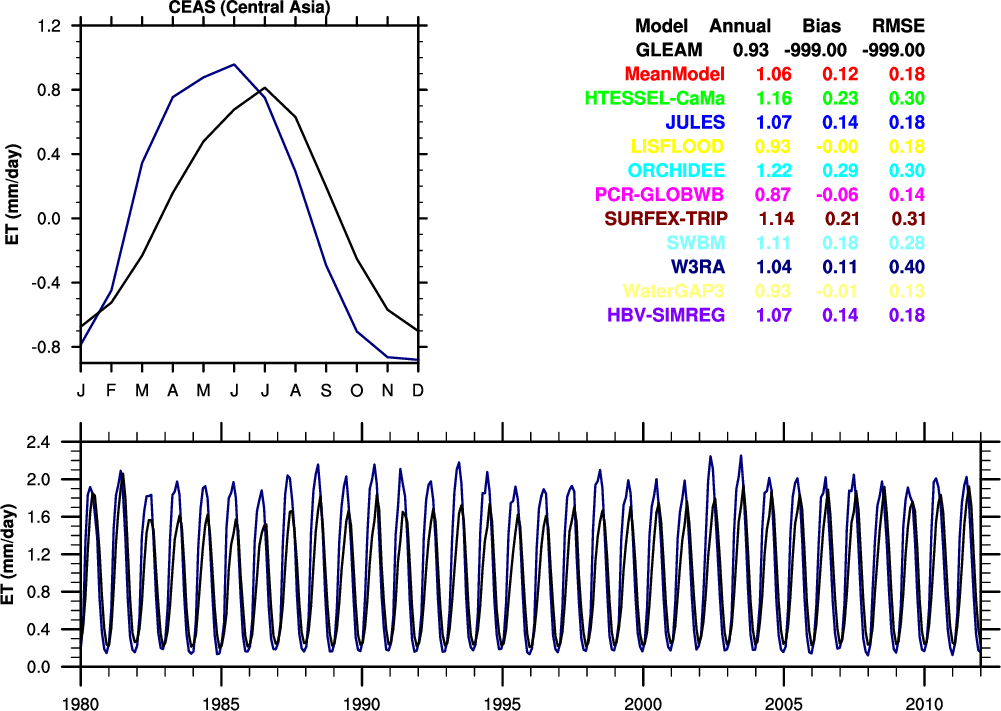 CEAS (Central Asia)
1.2
0.8
0.4
0.0
-0.4
-0.8
ET (mm/day)
J F M A M J J A S O N D
Model Annual Bias RMSE
GLEAM 0.93 -999.00 -999.00
MeanModel 1.06 0.12 0.18
HTESSEL-CaMa 1.16 0.23 0.30
JULES 1.07 0.14 0.18
LISFLOOD 0.93 -0.00 0.18
ORCHIDEE 1.22 0.29 0.30
PCR-GLOBWB 0.87 -0.06 0.14
SURFEX-TRIP 1.14 0.21 0.31
SWBM 1.11 0.18 0.28
W3RA 1.04 0.11 0.40
WaterGAP3 0.93 -0.01 0.13
HBV-SIMREG 1.07 0.14 0.18
2.4
2.0
1.6
1.2
0.8
0.4
0.0
ET (mm/day)
1980 1985 1990 1995 2000 2005 2010